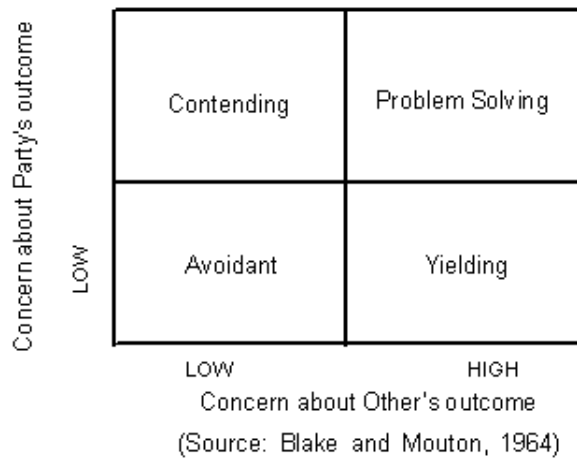 Concern about Party's outcome
Contending
Problem Solving
LOW
Avoidant
Yielding
LOW
HIGH
Concern about Other's outcome
(Source: Blake and Mouton, 1964)